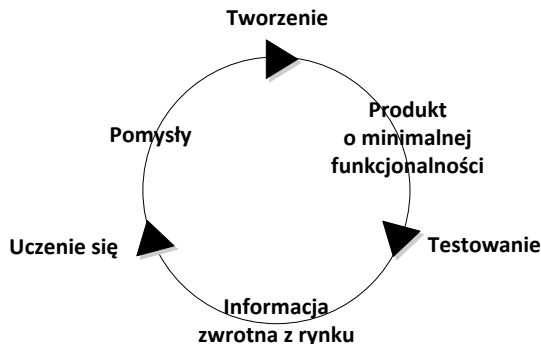 Tworzenie
Produkt
o minimalnej
funkcjonalności
Pomysły
Uczenie się
Testowanie
Informacja
zwrotna z rynku